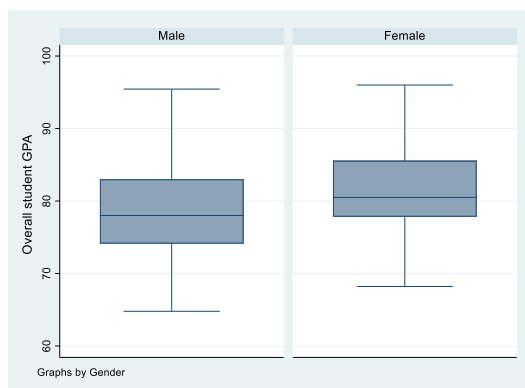 Male
Female
Overall student GPA
100
90
80
70
60
Graphs by Gender